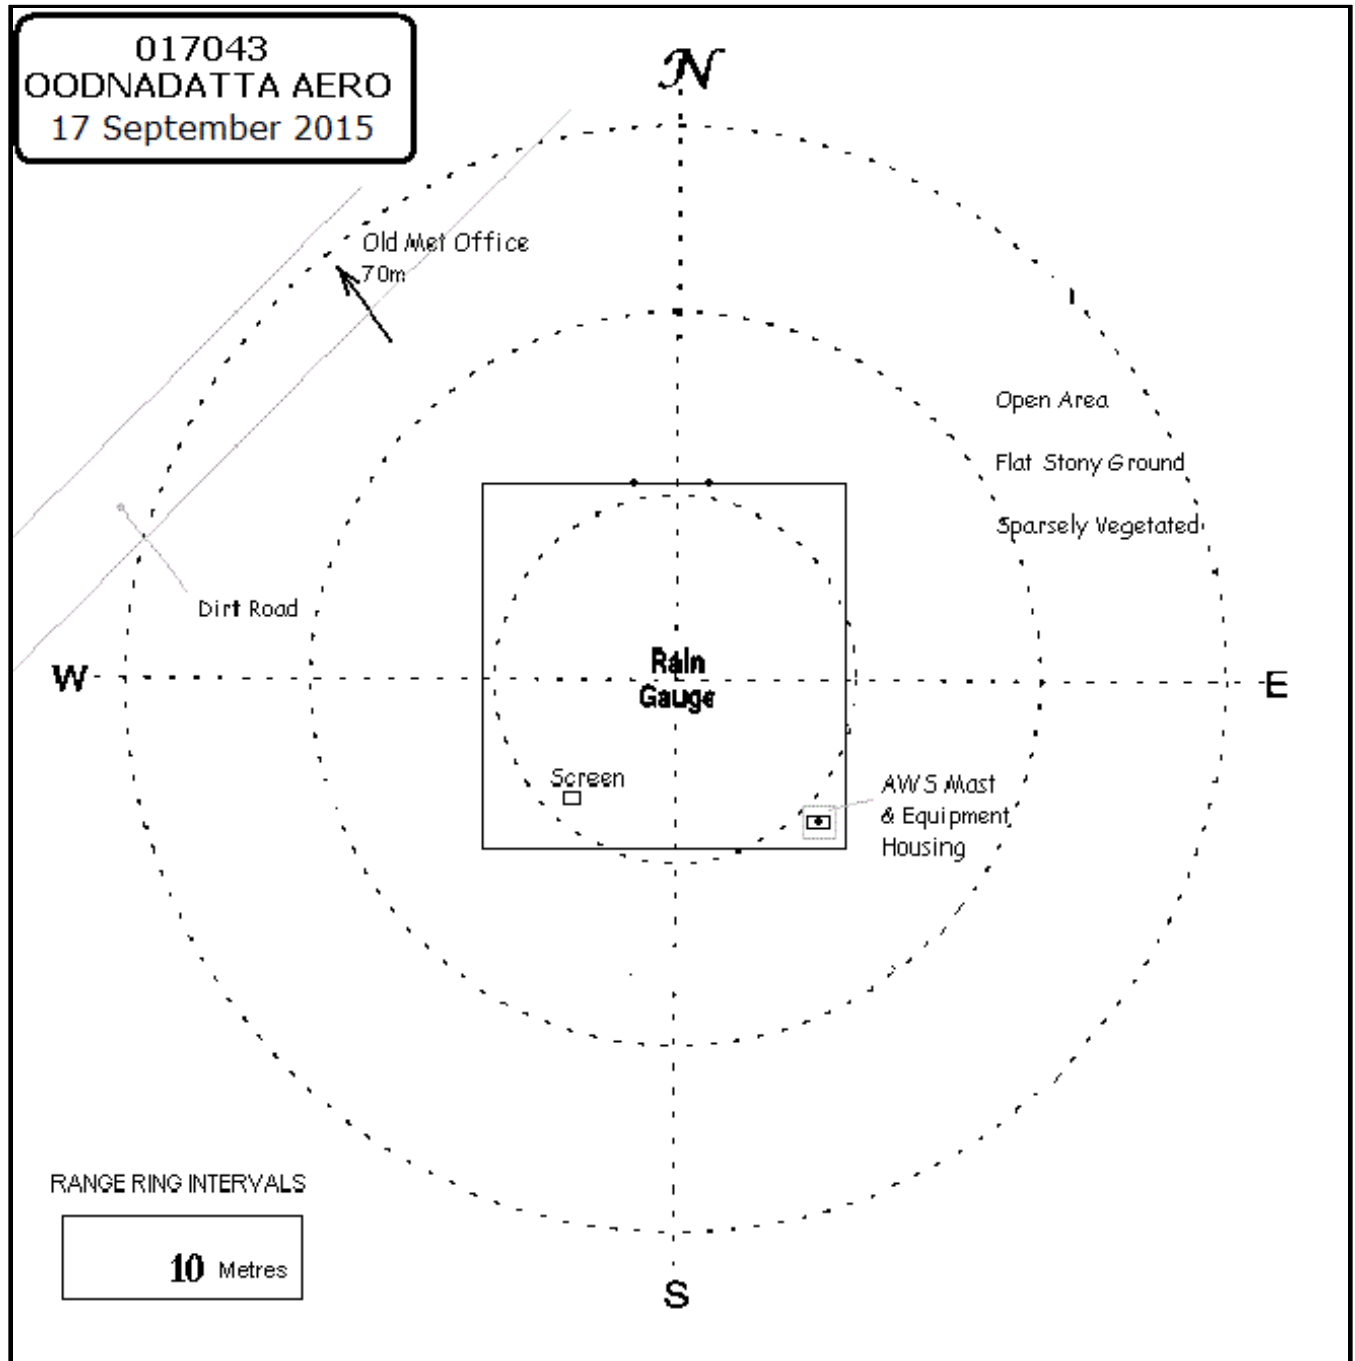 017043
OODNADATTA AERO
17 September 2015
N
Old Met Office
70m
Open Area
Flat Stony Ground
Sparsely Vegetated
Dirt Road
W
Rain
Gauge
E
Screen
AWS Mast
& Equipment
Housing
RANGE RING INTERVALS
10 Metres
S